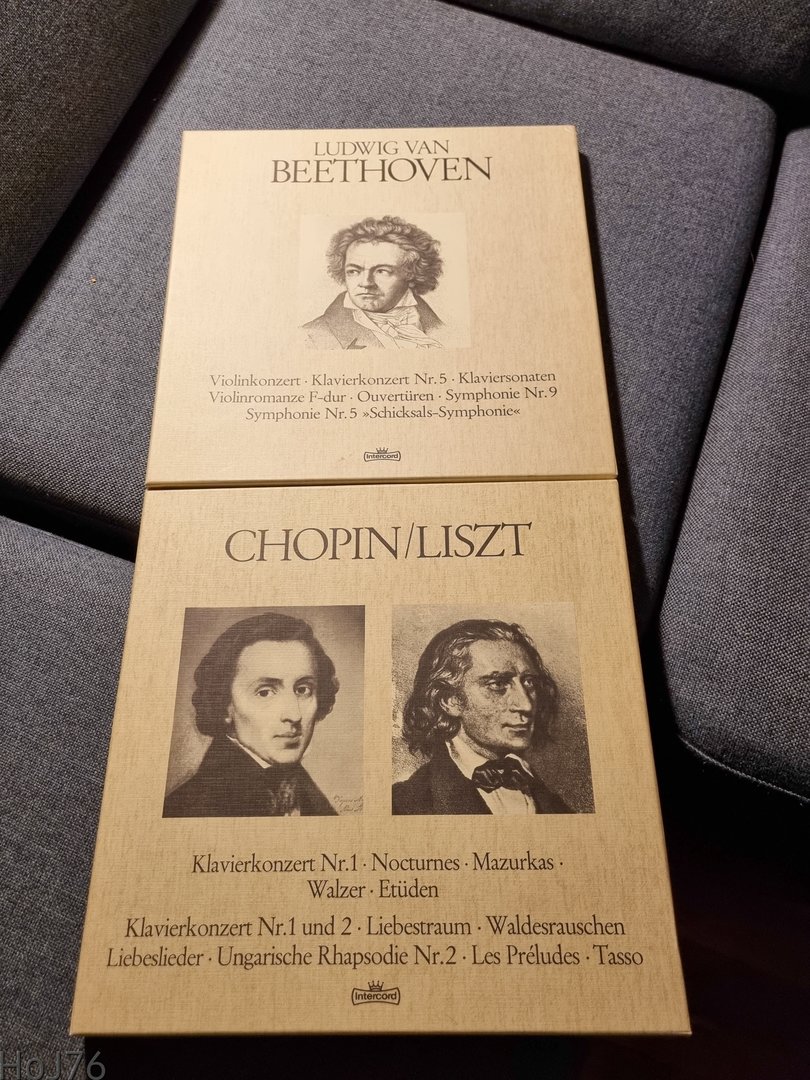 LUDWIG VAN
BEETHOVEN
Violinkonzert · Klavierkonzert Nr. 5 · Klaviersonaten
Violinromanze F-dur · Ouvertüren · Symphonie Nr. 9
Symphonie Nr. 5 »Schicksals-Symphonie«
Intercord
CHOPIN/LISZT
Klavierkonzert Nr. 1 · Nocturnes · Mazurkas ·
Walzer · Etüden
Klavierkonzert Nr. 1 und 2 · Liebestraum · Waldesrauschen
Liebeslieder · Ungarische Rhapsodie Nr. 2 · Les Préludes · Tasso
Intercord
HoJ76